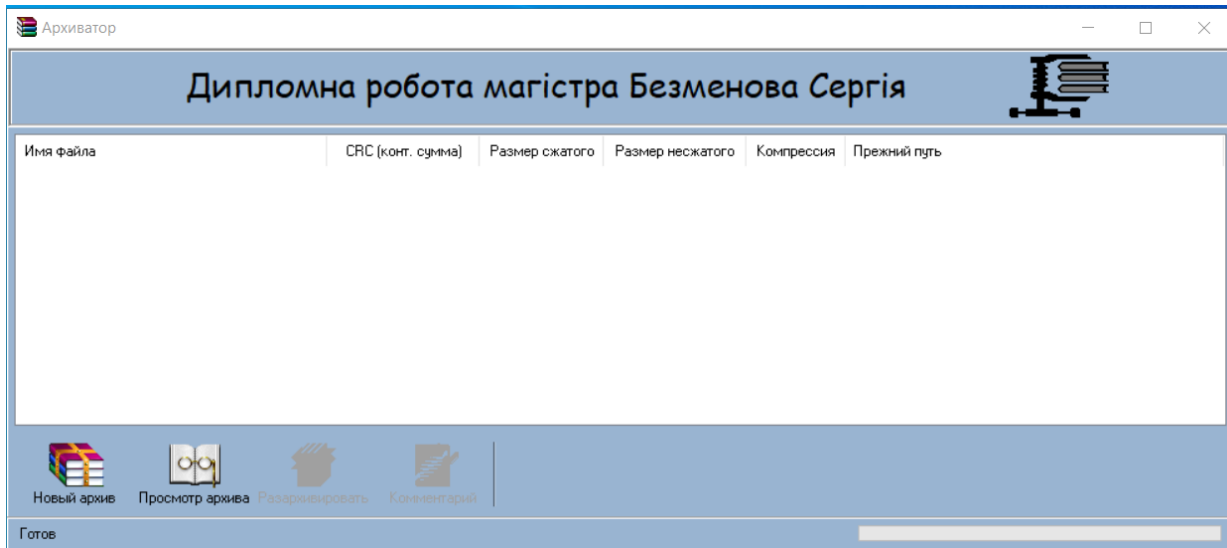 Архиватор
Дипломна робота магістра Безменова Сергія
Имя файла CRC (конт. сумма) Размер сжатого Размер несжатого Компрессия Прежний путь
Новый архив Просмотр архива Разархивировать Комментарий
Готов